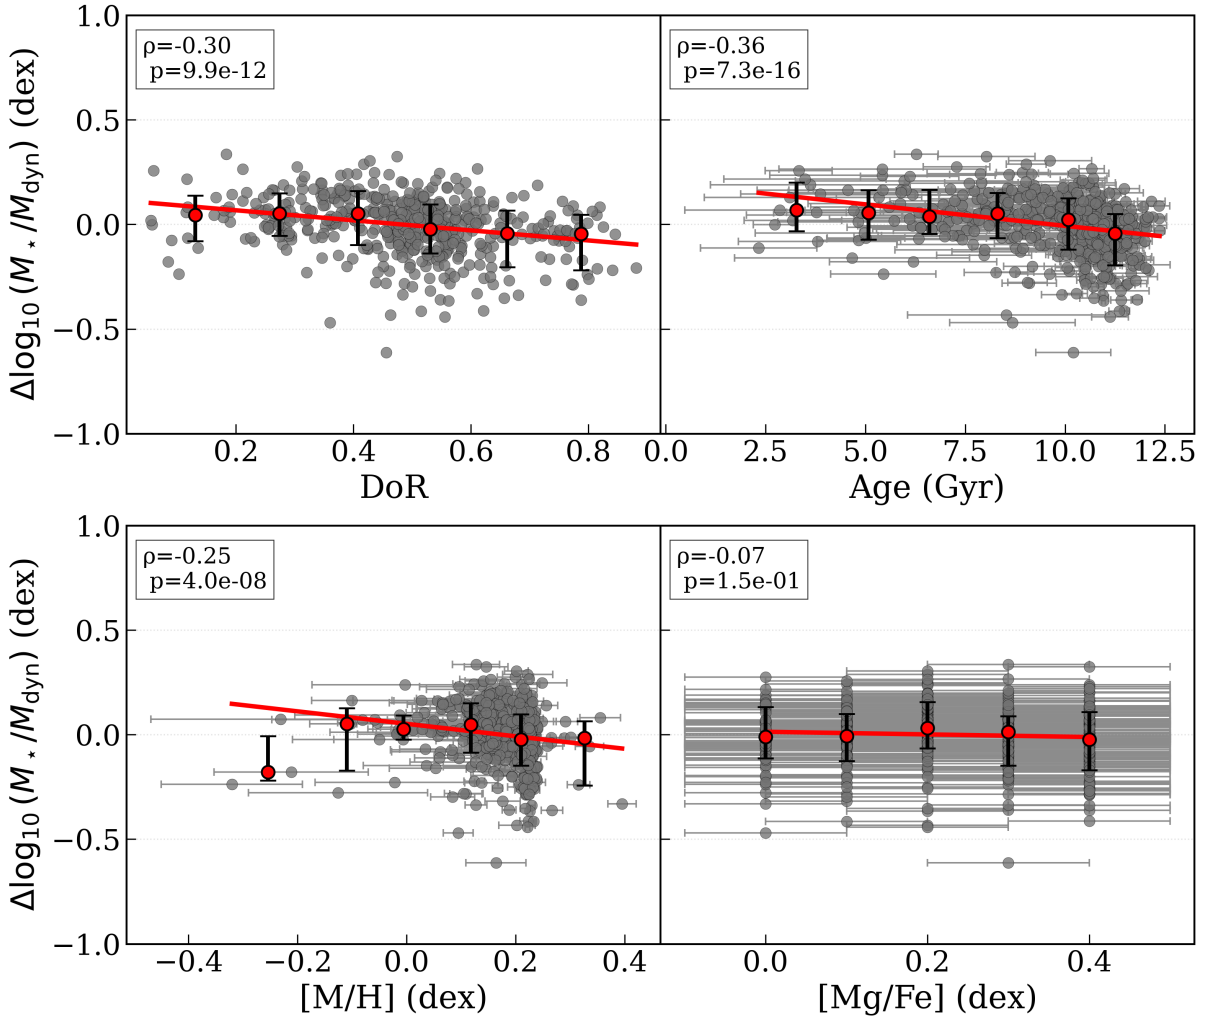 Δlog₁₀(M⋆/M_dyn) (dex)
1.0
0.5
0.0
−0.5
−1.0
ρ=-0.30
p=9.9e-12
0.2 0.4 0.6 0.8
DoR
ρ=-0.36
p=7.3e-16
0.0 2.5 5.0 7.5 10.0 12.5
Age (Gyr)
Δlog₁₀(M⋆/M_dyn) (dex)
1.0
0.5
0.0
−0.5
−1.0
ρ=-0.25
p=4.0e-08
−0.4 −0.2 0.0 0.2 0.4
[M/H] (dex)
ρ=-0.07
p=1.5e-01
0.0 0.2 0.4
[Mg/Fe] (dex)